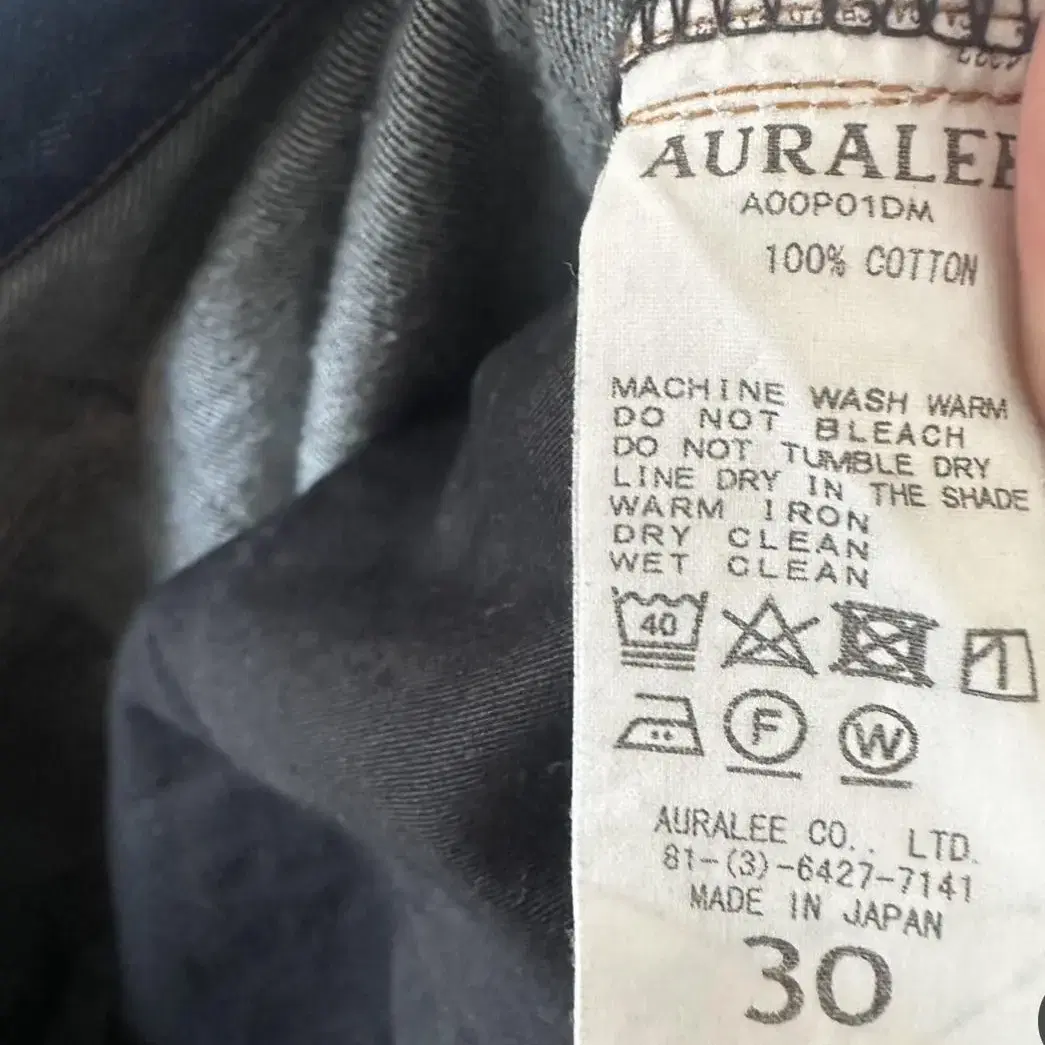 AURALEE
A00P01DM
100% COTTON
MACHINE WASH WARM
DO NOT BLEACH
DO NOT TUMBLE DRY
LINE DRY IN THE SHADE
WARM IRON
DRY CLEAN
WET CLEAN
40
F W
AURALEE CO., LTD.
81-(3)-6427-7141
MADE IN JAPAN
30